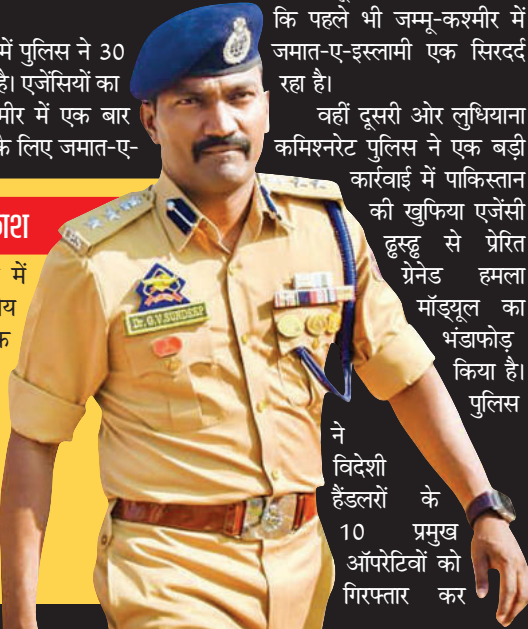 में पुलिस ने 30
है। एजेंसियों का
मीर में एक बार
के लिए जमात-ए-
में
कि पहले भी जम्मू-कश्मीर में
जमात-ए-इस्लामी एक सिरदर्द
रहा है।
वहीं दूसरी ओर लुधियाना
कमिश्नरेट पुलिस ने एक बड़ी
कार्रवाई में पाकिस्तान
की खुफिया एजेंसी
ढ्ढस्ढ्ढ से प्रेरित
ग्रेनेड हमला
मॉड्यूल का
भंडाफोड़
किया है।
पुलिस
ने
विदेशी
हैंडलरों के
10 प्रमुख
ऑपरेटिवों को
गिरफ्तार कर
Dr. G.V.SUNDEEP